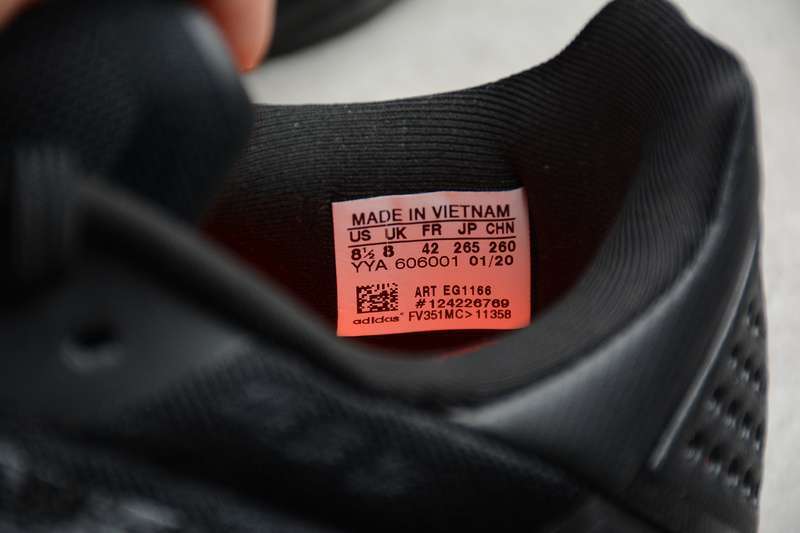 MADE IN VIETNAM
US UK FR JP CHN
8½ 8 42 265 260
YYA 606001 01/20
ART EG1166
#124226769
adidas FV351MC>11358